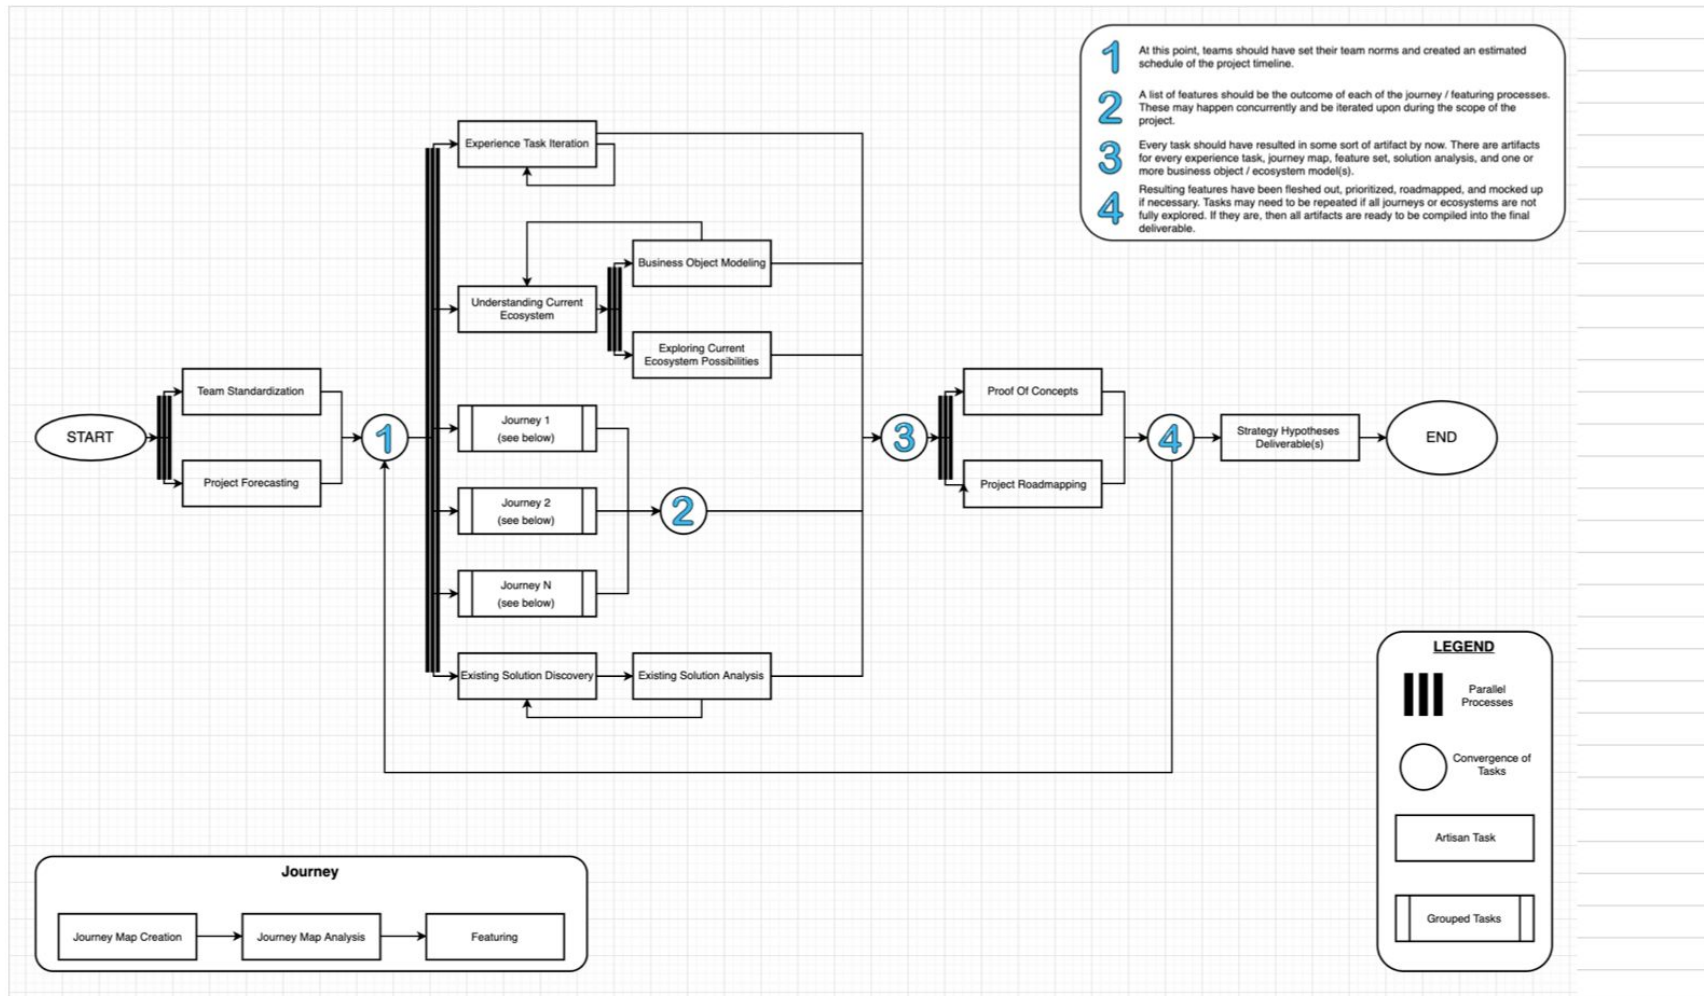 1
At this point, teams should have set their team norms and created an estimated
schedule of the project timeline.
2
A list of features should be the outcome of each of the journey / featuring processes.
These may happen concurrently and be iterated upon during the scope of the
project.
3
Every task should have resulted in some sort of artifact by now. There are artifacts
for every experience task, journey map, feature set, solution analysis, and one or
more business object / ecosystem model(s).
4
Resulting features have been fleshed out, prioritized, roadmapped, and mocked up
if necessary. Tasks may need to be repeated if all journeys or ecosystems are not
fully explored. If they are, then all artifacts are ready to be compiled into the final
deliverable.
START
Team Standardization
Project Forecasting
1
Experience Task Iteration
Understanding Current
Ecosystem
Business Object Modeling
Exploring Current
Ecosystem Possibilities
Journey 1
(see below)
Journey 2
(see below)
Journey N
(see below)
2
Existing Solution Discovery
Existing Solution Analysis
3
Proof Of Concepts
Project Roadmapping
4
Strategy Hypotheses
Deliverable(s)
END
LEGEND
Parallel
Processes
Convergence of
Tasks
Artisan Task
Grouped Tasks
Journey
Journey Map Creation
Journey Map Analysis
Featuring